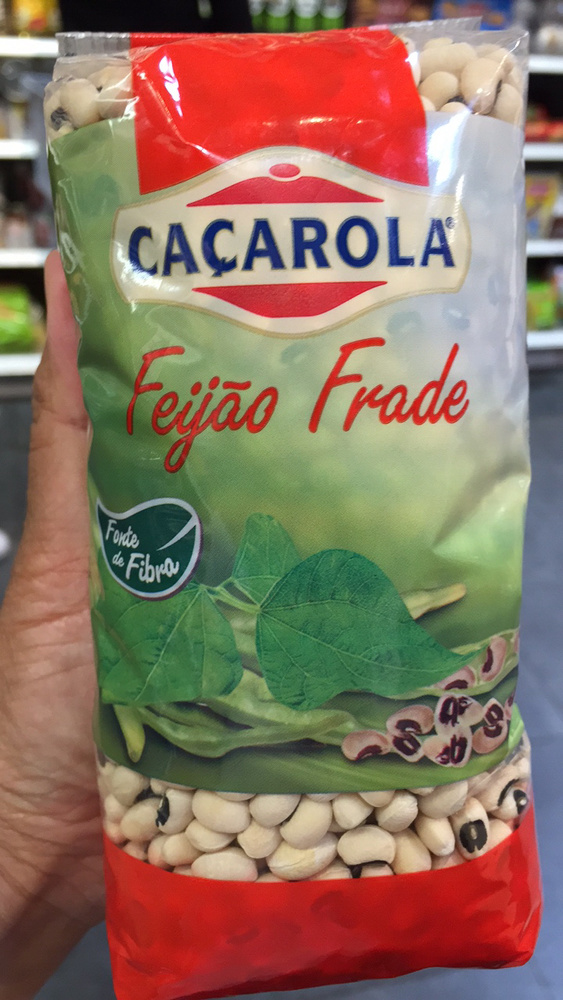 CAÇAROLA®
Feijão Frade
Fonte
de Fibra